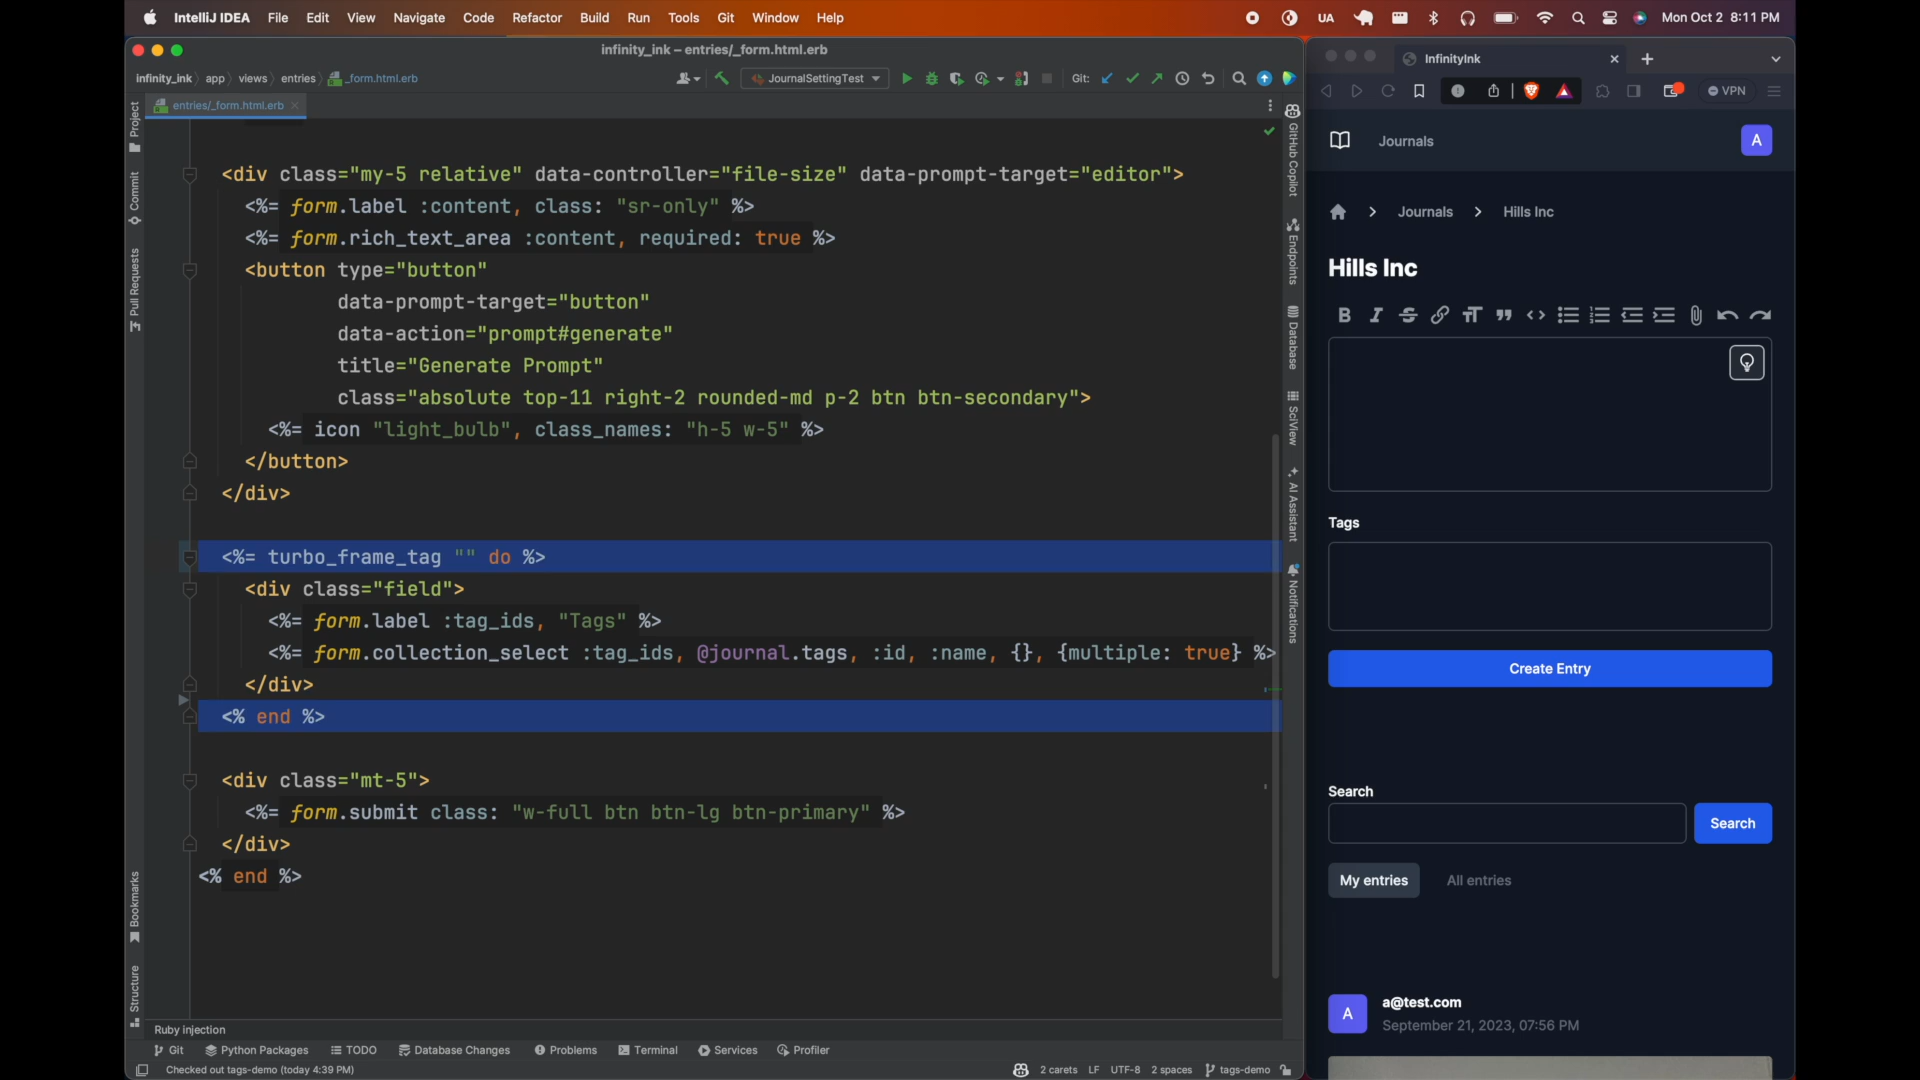 IntelliJ IDEA File Edit View Navigate Code Refactor Build Run Tools Git Window Help
UA Mon Oct 2 8:11 PM
infinity_ink – entries/_form.html.erb
infinity_ink app views entries _form.html.erb
JournalSettingTest
Git:
entries/_form.html.erb
Project
Commit
Pull Requests
Bookmarks
Structure
<div class="my-5 relative" data-controller="file-size" data-prompt-target="editor">
<%= form.label :content, class: "sr-only" %>
<%= form.rich_text_area :content, required: true %>
<button type="button"
data-prompt-target="button"
data-action="prompt#generate"
title="Generate Prompt"
class="absolute top-11 right-2 rounded-md p-2 btn btn-secondary">
<%= icon "light_bulb", class_names: "h-5 w-5" %>
</button>
</div>
<%= turbo_frame_tag "" do %>
<div class="field">
<%= form.label :tag_ids, "Tags" %>
<%= form.collection_select :tag_ids, @journal.tags, :id, :name, {}, {multiple: true} %>
</div>
<% end %>
<div class="mt-5">
<%= form.submit class: "w-full btn btn-lg btn-primary" %>
</div>
<% end %>
GitHub Copilot
Endpoints
Database
SciView
AI Assistant
Notifications
Ruby injection
Git Python Packages TODO Database Changes Problems Terminal Services Profiler
Checked out tags-demo (today 4:39 PM)
2 carets LF UTF-8 2 spaces tags-demo
InfinityInk
VPN
Journals
A
Journals Hills Inc
Hills Inc
Tags
Create Entry
Search
Search
My entries All entries
A
a@test.com
September 21, 2023, 07:56 PM